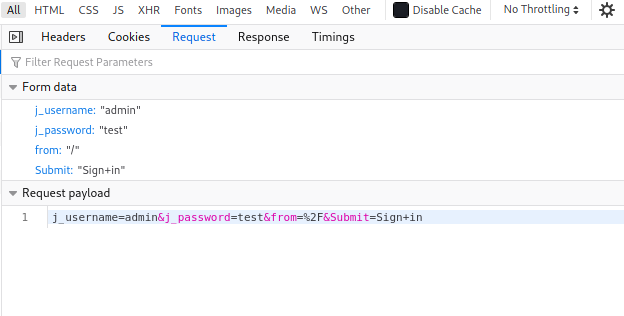 All HTML CSS JS XHR Fonts Images Media WS Other Disable Cache No Throttling
Headers Cookies Request Response Timings
Filter Request Parameters
Form data
j_username: "admin"
j_password: "test"
from: "/"
Submit: "Sign+in"
Request payload
1 j_username=admin&j_password=test&from=%2F&Submit=Sign+in